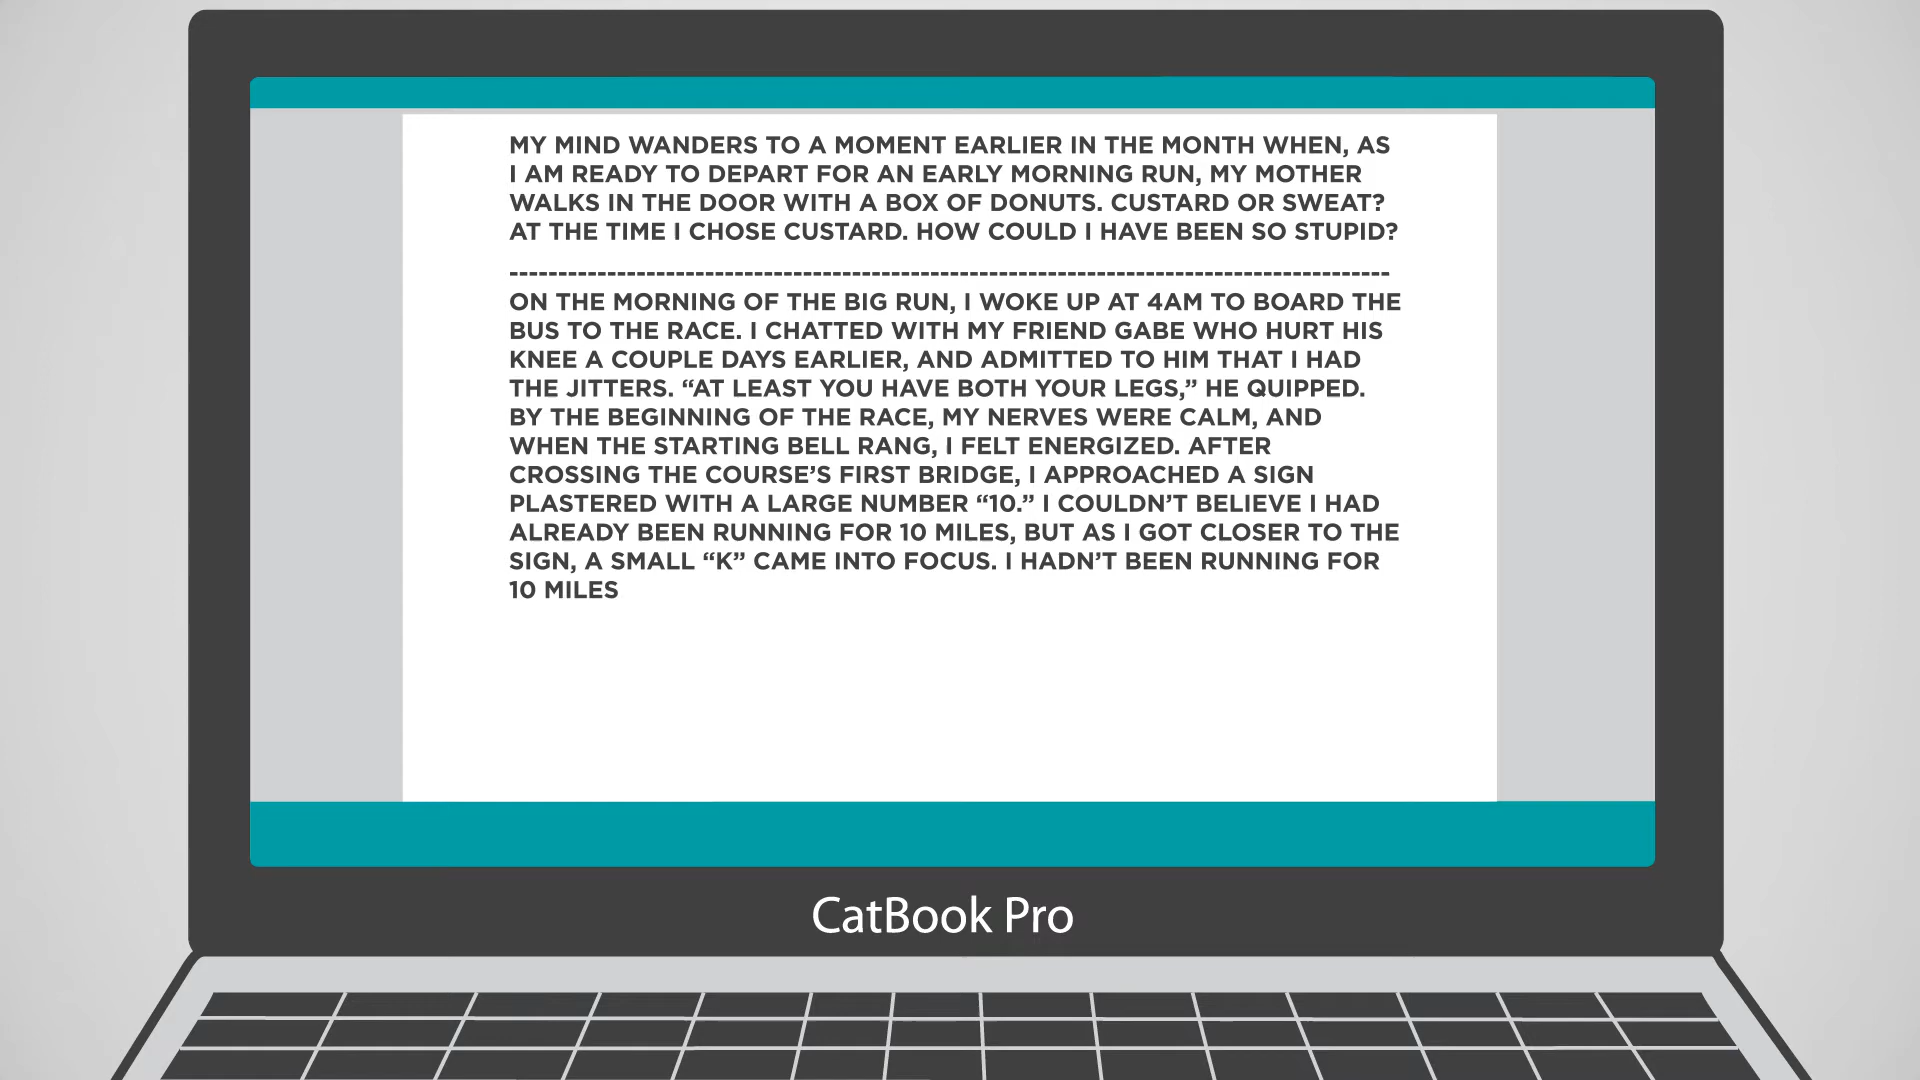 MY MIND WANDERS TO A MOMENT EARLIER IN THE MONTH WHEN, AS
I AM READY TO DEPART FOR AN EARLY MORNING RUN, MY MOTHER
WALKS IN THE DOOR WITH A BOX OF DONUTS. CUSTARD OR SWEAT?
AT THE TIME I CHOSE CUSTARD. HOW COULD I HAVE BEEN SO STUPID?
------------------------------------------------------------------------------------------
ON THE MORNING OF THE BIG RUN, I WOKE UP AT 4AM TO BOARD THE
BUS TO THE RACE. I CHATTED WITH MY FRIEND GABE WHO HURT HIS
KNEE A COUPLE DAYS EARLIER, AND ADMITTED TO HIM THAT I HAD
THE JITTERS. “AT LEAST YOU HAVE BOTH YOUR LEGS,” HE QUIPPED.
BY THE BEGINNING OF THE RACE, MY NERVES WERE CALM, AND
WHEN THE STARTING BELL RANG, I FELT ENERGIZED. AFTER
CROSSING THE COURSE’S FIRST BRIDGE, I APPROACHED A SIGN
PLASTERED WITH A LARGE NUMBER “10.” I COULDN’T BELIEVE I HAD
ALREADY BEEN RUNNING FOR 10 MILES, BUT AS I GOT CLOSER TO THE
SIGN, A SMALL “K” CAME INTO FOCUS. I HADN’T BEEN RUNNING FOR
10 MILES
CatBook Pro